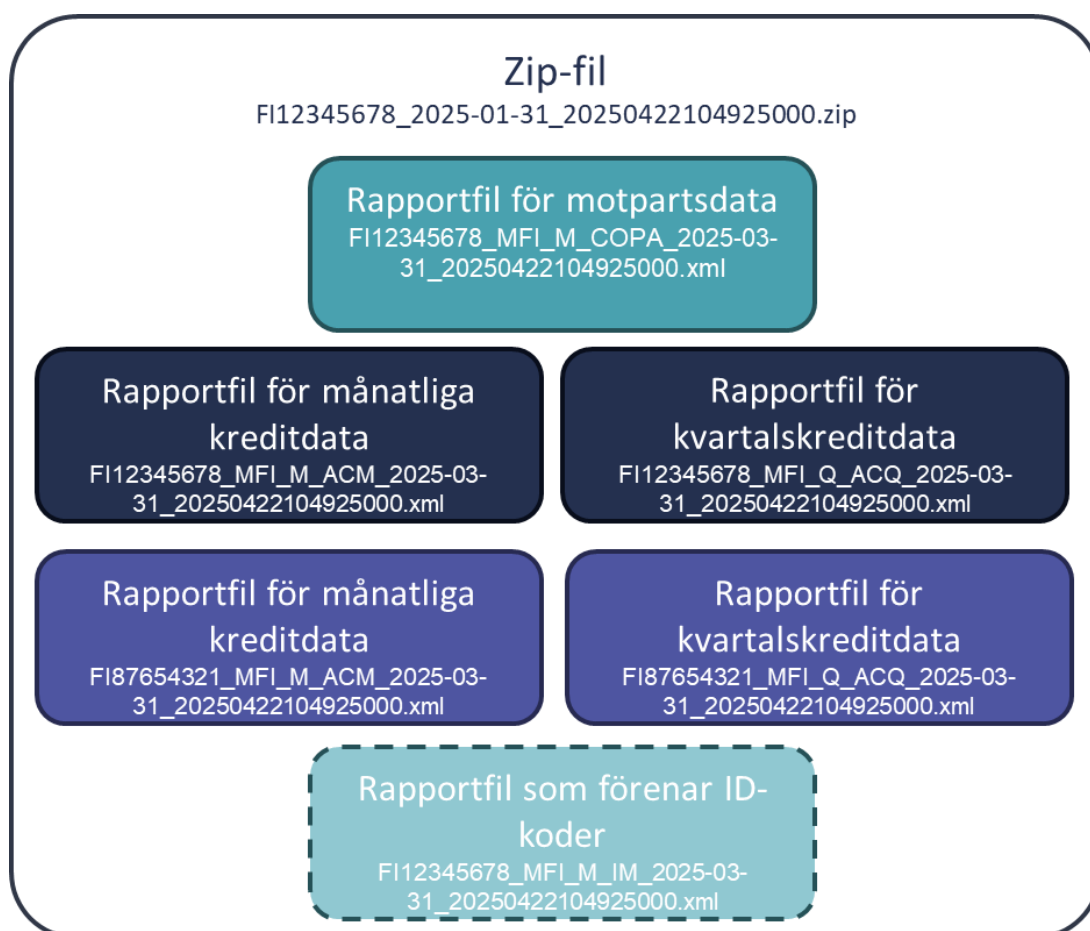 Zip-fil
FI12345678_2025-01-31_20250422104925000.zip
Rapportfil för motpartsdata
FI12345678_MFI_M_COPA_2025-03-
31_20250422104925000.xml
Rapportfil för månatliga
kreditdata
FI12345678_MFI_M_ACM_2025-03-
31_20250422104925000.xml
Rapportfil för
kvartalskreditdata
FI12345678_MFI_Q_ACQ_2025-03-
31_20250422104925000.xml
Rapportfil för månatliga
kreditdata
FI87654321_MFI_M_ACM_2025-03-
31_20250422104925000.xml
Rapportfil för
kvartalskreditdata
FI87654321_MFI_Q_ACQ_2025-03-
31_20250422104925000.xml
Rapportfil som förenar ID-
koder
FI12345678_MFI_M_IM_2025-03-
31_20250422104925000.xml